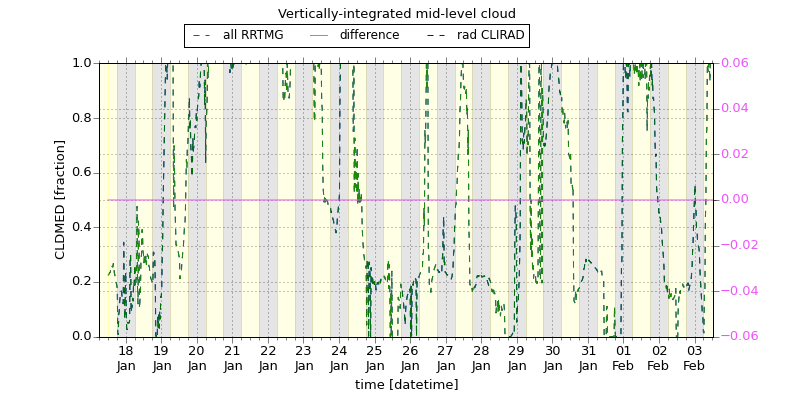 Vertically-integrated mid-level cloud
all RRTMG difference rad CLIRAD
1.0 0.06
0.8 0.04
0.02
0.6 0.00
0.4 −0.02
0.2 −0.04
0.0 −0.06
CLDMED [fraction]
18 19 20 21 22 23 24 25 26 27 28 29 30 31 01 02 03
Jan Jan Jan Jan Jan Jan Jan Jan Jan Jan Jan Jan Jan Jan Feb Feb Feb
time [datetime]